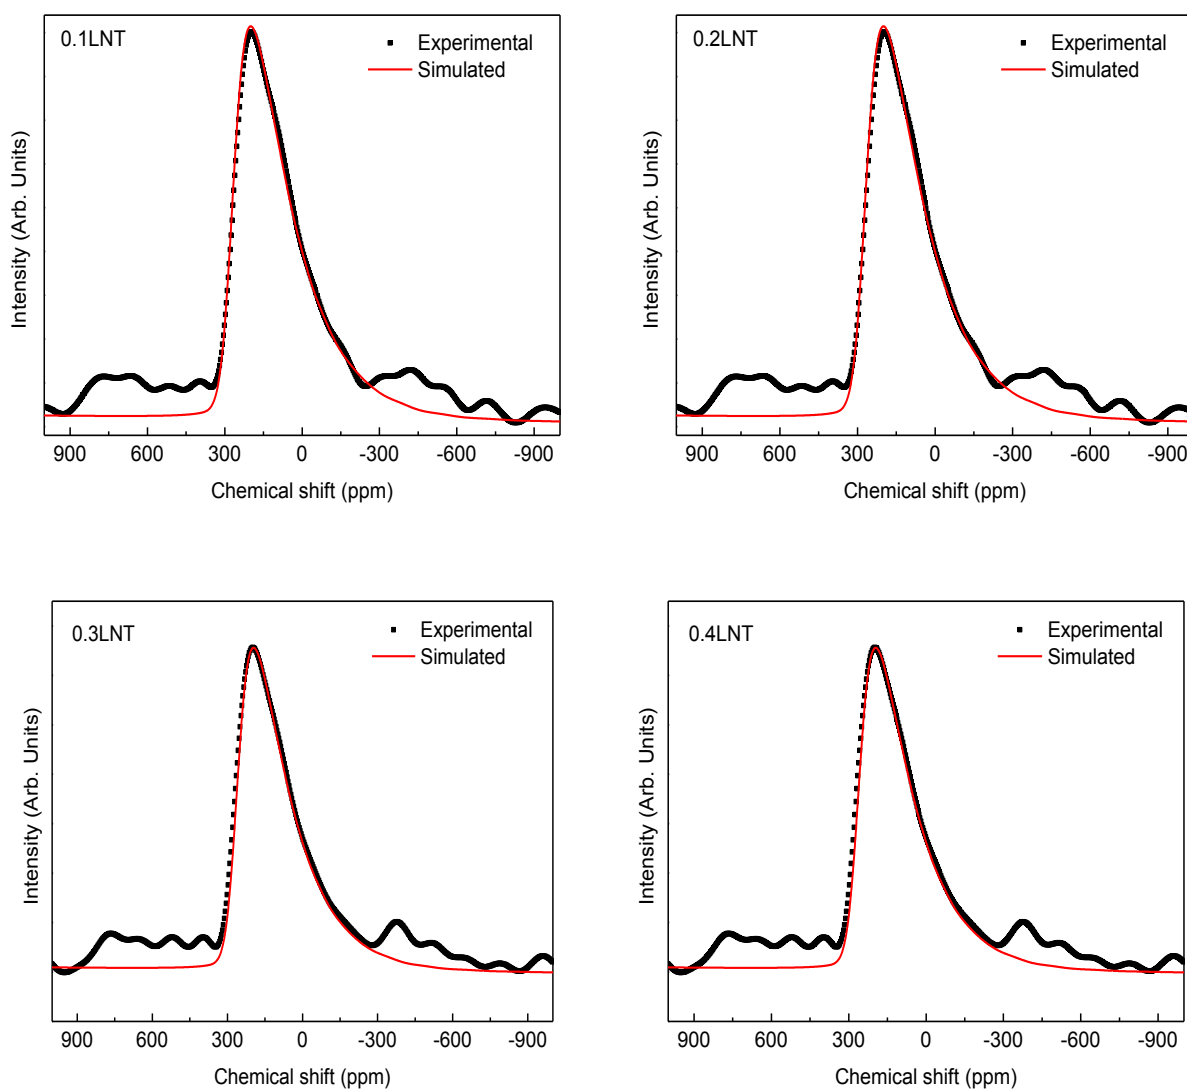 0.1LNT
Experimental
Simulated
Intensity (Arb. Units)
900 600 300 0 -300 -600 -900
Chemical shift (ppm)
0.2LNT
Experimental
Simulated
Intensity (Arb. Units)
900 600 300 0 -300 -600 -900
Chemical shift (ppm)
0.3LNT
Experimental
Simulated
Intensity (Arb. Units)
900 600 300 0 -300 -600 -900
Chemical shift (ppm)
0.4LNT
Experimental
Simulated
Intensity (Arb. Units)
900 600 300 0 -300 -600 -900
Chemical shift (ppm)